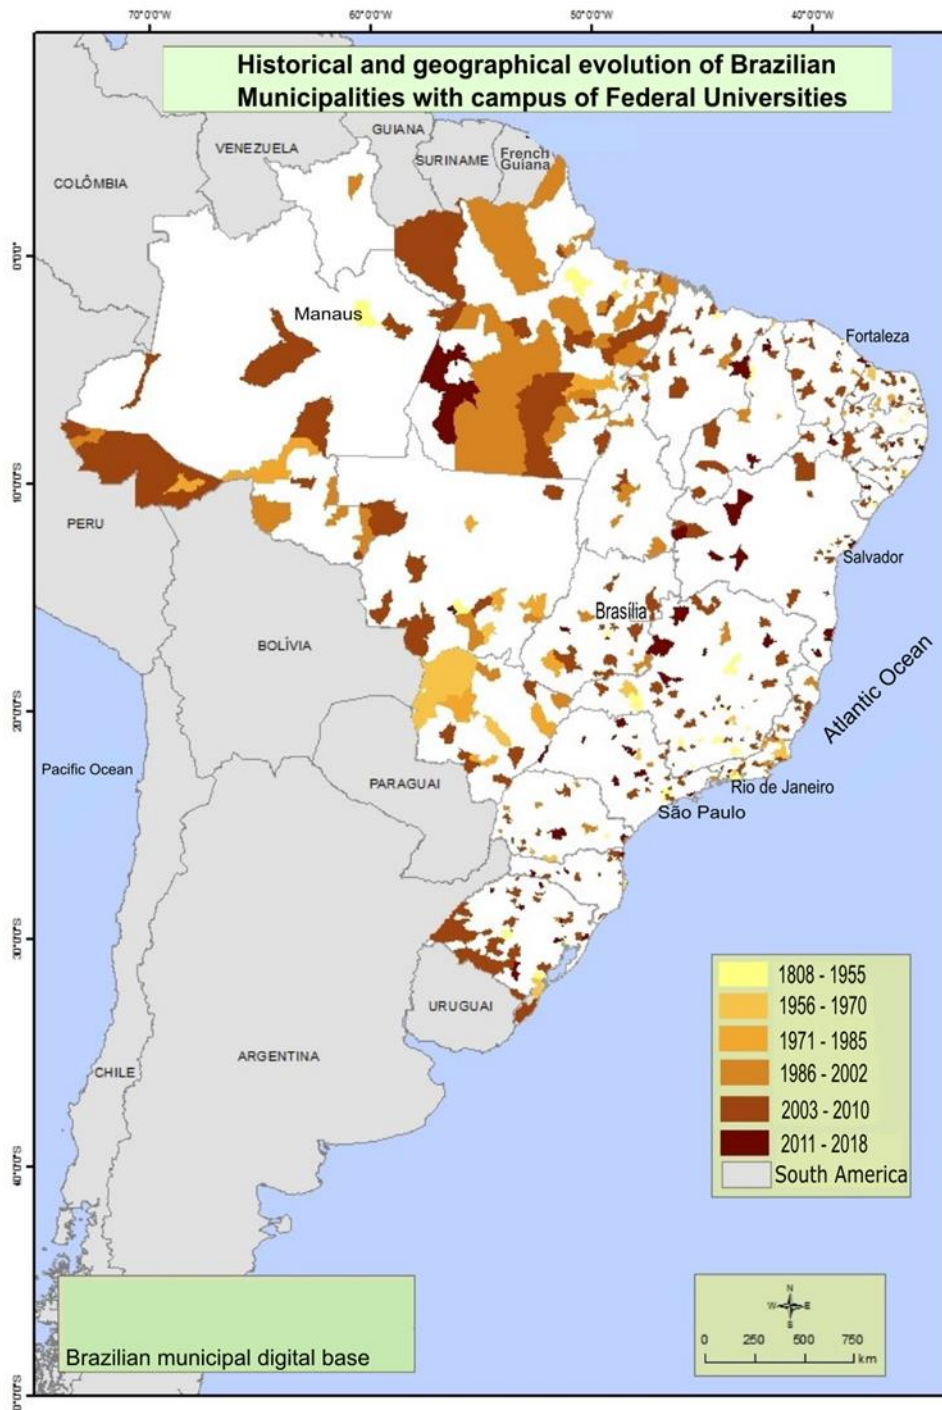 70°0'0"W 60°0'0"W 50°0'0"W 40°0'0"W
Historical and geographical evolution of Brazilian
Municipalities with campus of Federal Universities
GUIANA
VENEZUELA
SURINAME
French
Guiana
COLÔMBIA
0°0'0"
Manaus
Fortaleza
10°0'0"S
PERU
Salvador
Brasília
BOLÍVIA
Atlantic Ocean
20°0'0"S
Pacific Ocean
PARAGUAI
Rio de Janeiro
São Paulo
30°0'0"S
URUGUAI
ARGENTINA
CHILE
1808 - 1955
1956 - 1970
1971 - 1985
1986 - 2002
2003 - 2010
2011 - 2018
South America
40°0'0"S
N
W E
S
0 250 500 750
km
Brazilian municipal digital base